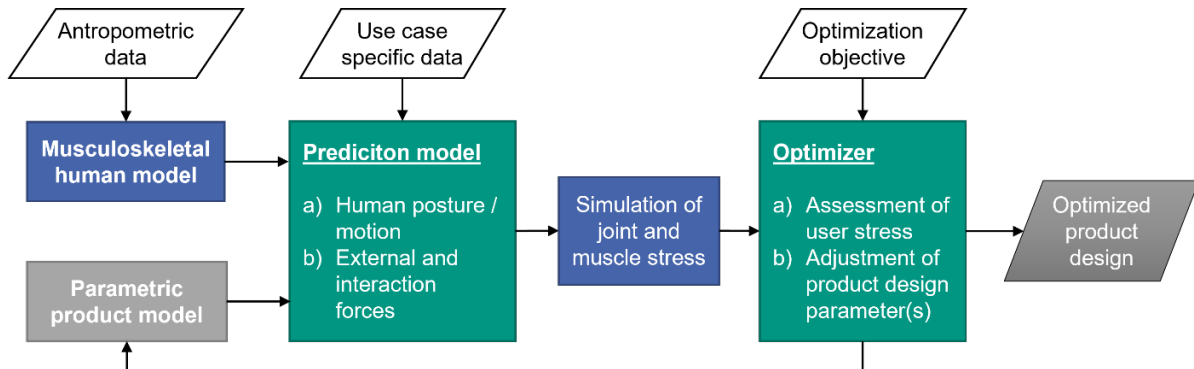 Antropometric
data
Use case
specific data
Optimization
objective
Musculoskeletal
human model
Parametric
product model
Prediciton model
a) Human posture /
motion
b) External and
interaction
forces
Simulation of
joint and
muscle stress
Optimizer
a) Assessment of
user stress
b) Adjustment of
product design
parameter(s)
Optimized
product
design